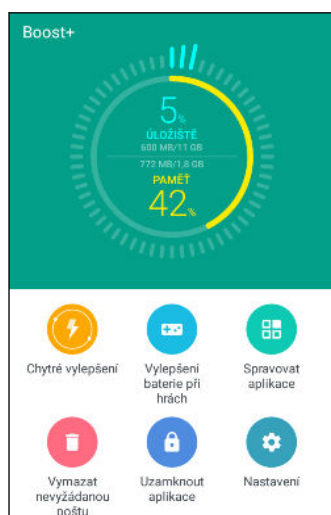 Boost+
5%
ÚLOŽIŠTĚ
600 MB/11 GB
772 MB/1,8 GB
PAMĚŤ
42%
Chytré vylepšení
Vylepšení
baterie při
hrách
Spravovat
aplikace
Vymazat
nevyžádanou
poštu
Uzamknout
aplikace
Nastavení